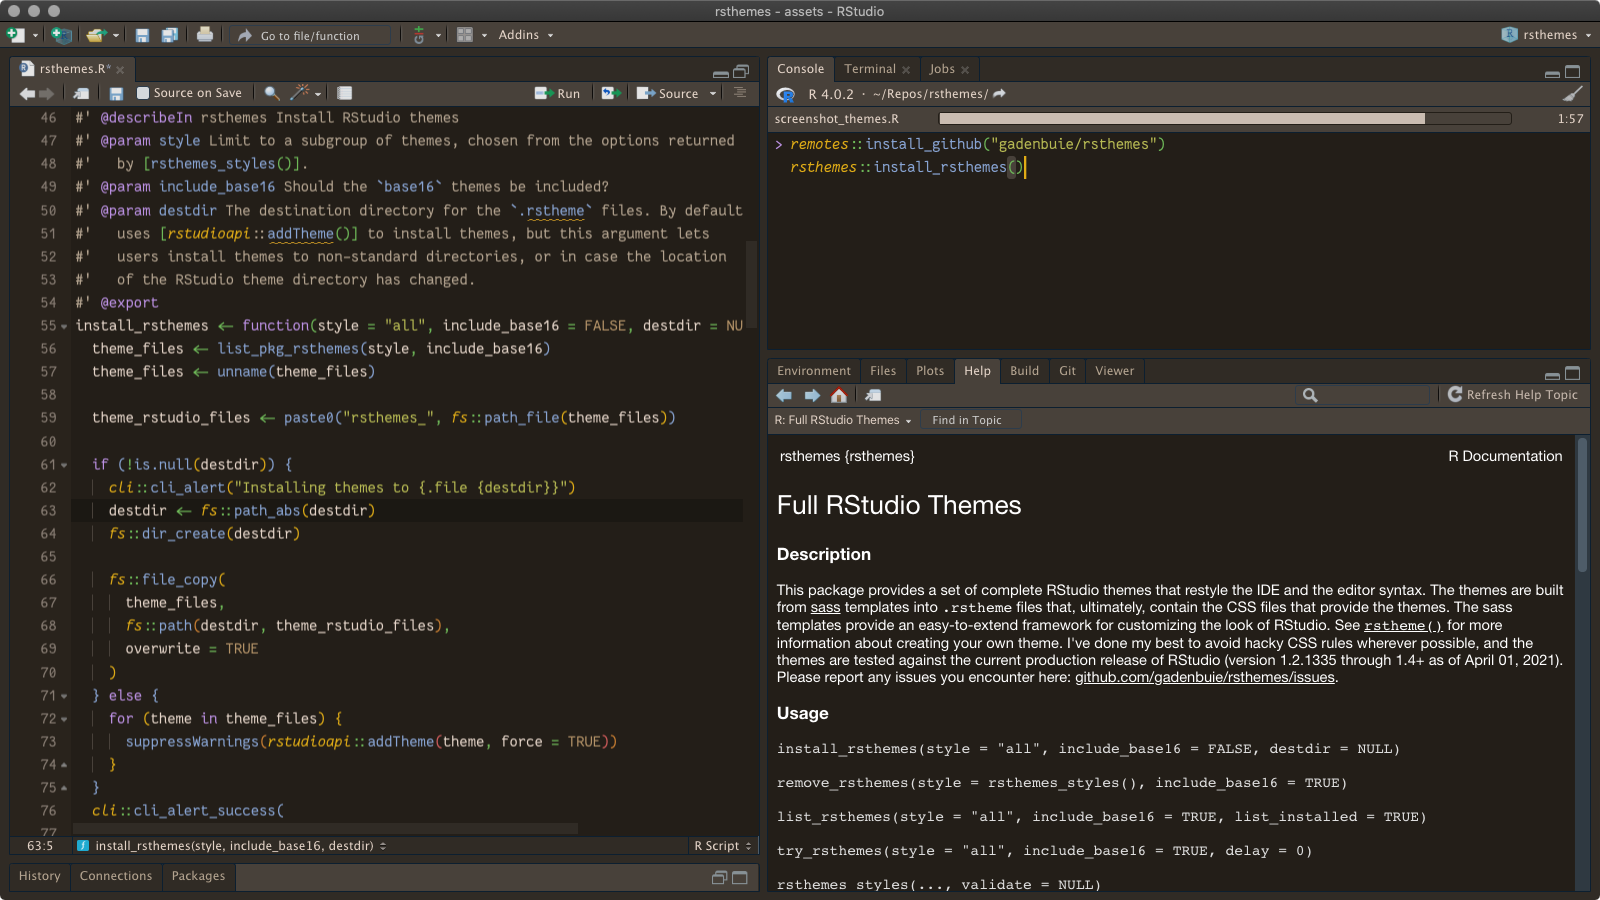 rsthemes - assets - RStudio
Go to file/function
Addins
rsthemes
rsthemes.R*
Source on Save
Run
Source
46 #' @describeIn rsthemes Install RStudio themes
47 #' @param style Limit to a subgroup of themes, chosen from the options returned
48 #'   by [rsthemes_styles()].
49 #' @param include_base16 Should the `base16` themes be included?
50 #' @param destdir The destination directory for the `.rstheme` files. By default
51 #'   uses [rstudioapi::addTheme()] to install themes, but this argument lets
52 #'   users install themes to non-standard directories, or in case the location
53 #'   of the RStudio theme directory has changed.
54 #' @export
55 install_rsthemes <- function(style = "all", include_base16 = FALSE, destdir = NU
56   theme_files <- list_pkg_rsthemes(style, include_base16)
57   theme_files <- unname(theme_files)
58
59   theme_rstudio_files <- paste0("rsthemes_", fs::path_file(theme_files))
60
61   if (!is.null(destdir)) {
62     cli::cli_alert("Installing themes to {.file {destdir}}")
63     destdir <- fs::path_abs(destdir)
64     fs::dir_create(destdir)
65
66     fs::file_copy(
67       theme_files,
68       fs::path(destdir, theme_rstudio_files),
69       overwrite = TRUE
70     )
71   } else {
72     for (theme in theme_files) {
73       suppressWarnings(rstudioapi::addTheme(theme, force = TRUE))
74     }
75   }
76   cli::cli_alert_success(
77
63:5 install_rsthemes(style, include_base16, destdir) R Script
History Connections Packages
Console Terminal Jobs
R 4.0.2 · ~/Repos/rsthemes/
screenshot_themes.R 1:57
> remotes::install_github("gadenbuie/rsthemes")
rsthemes::install_rsthemes()
Environment Files Plots Help Build Git Viewer
Refresh Help Topic
R: Full RStudio Themes Find in Topic
rsthemes {rsthemes} R Documentation
Full RStudio Themes
Description
This package provides a set of complete RStudio themes that restyle the IDE and the editor syntax. The themes are built
from sass templates into .rstheme files that, ultimately, contain the CSS files that provide the themes. The sass
templates provide an easy-to-extend framework for customizing the look of RStudio. See rstheme() for more
information about creating your own theme. I've done my best to avoid hacky CSS rules wherever possible, and the
themes are tested against the current production release of RStudio (version 1.2.1335 through 1.4+ as of April 01, 2021).
Please report any issues you encounter here: github.com/gadenbuie/rsthemes/issues.
Usage
install_rsthemes(style = "all", include_base16 = FALSE, destdir = NULL)
remove_rsthemes(style = rsthemes_styles(), include_base16 = TRUE)
list_rsthemes(style = "all", include_base16 = TRUE, list_installed = TRUE)
try_rsthemes(style = "all", include_base16 = TRUE, delay = 0)
rsthemes_styles(..., validate = NULL)